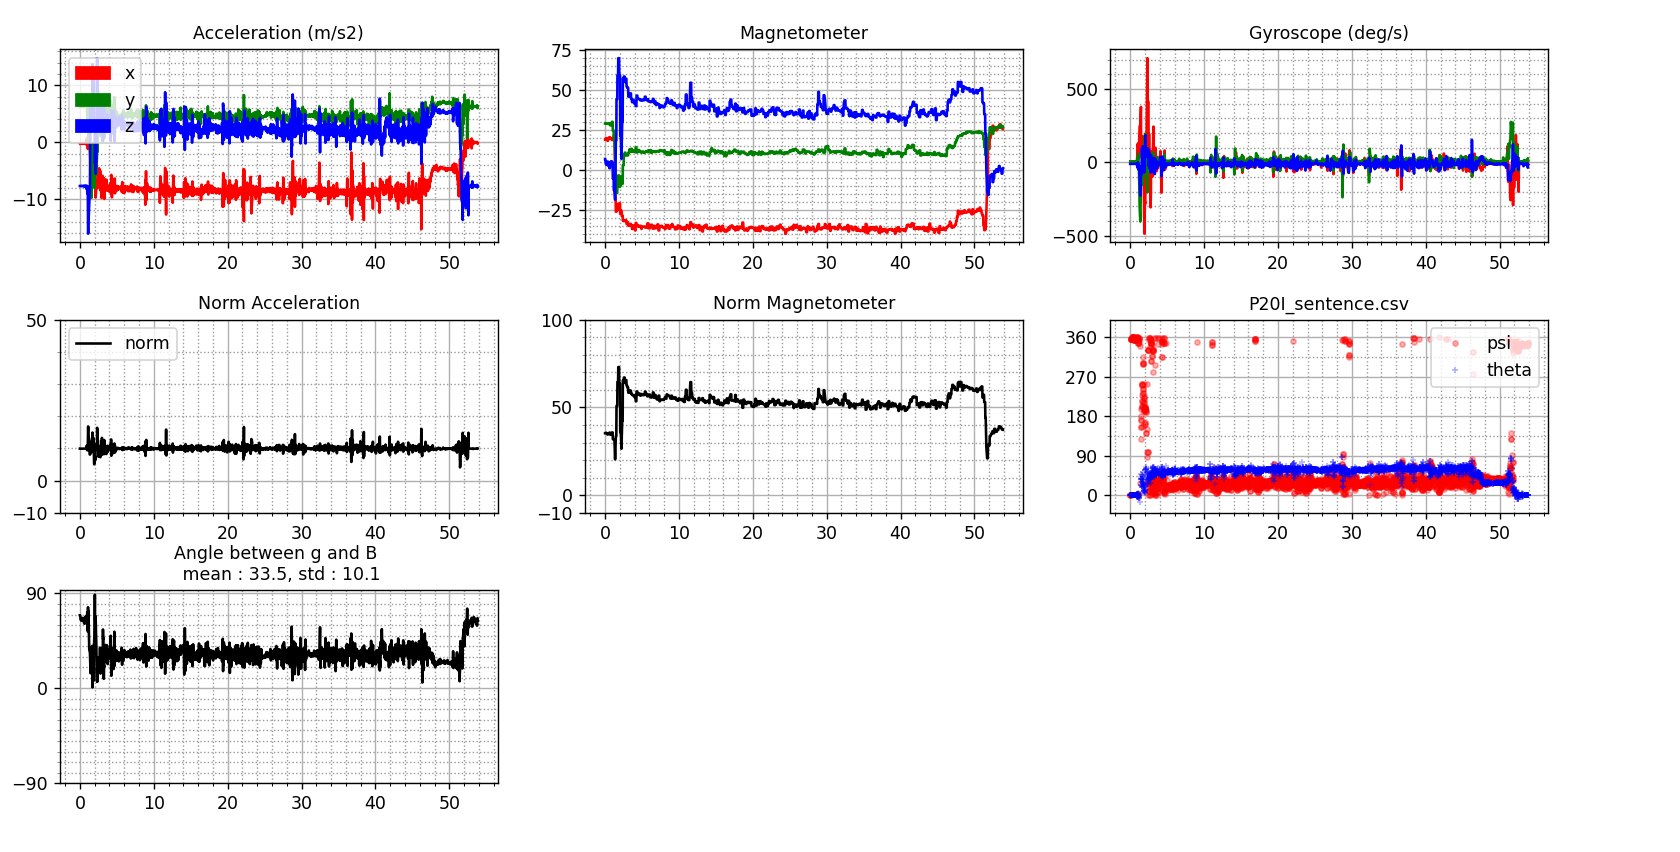 Acceleration (m/s2)
10
0
−10
x
y
z
0 10 20 30 40 50
Magnetometer
75
50
25
0
−25
0 10 20 30 40 50
Gyroscope (deg/s)
500
0
−500
0 10 20 30 40 50
Norm Acceleration
50
0
−10
norm
0 10 20 30 40 50
Norm Magnetometer
100
50
0
−10
0 10 20 30 40 50
P20I_sentence.csv
360
270
180
90
0
psi
theta
0 10 20 30 40 50
Angle between g and B
mean : 33.5, std : 10.1
90
0
−90
0 10 20 30 40 50